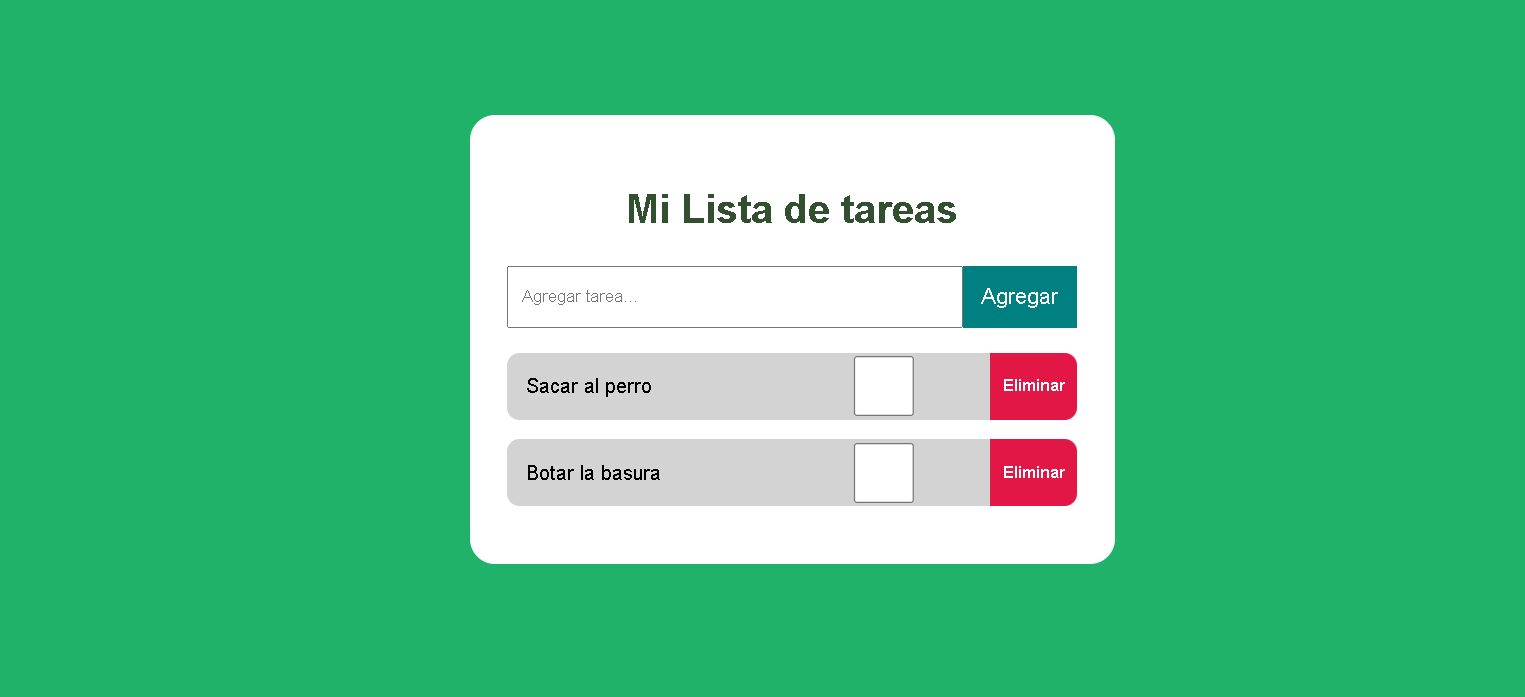 Mi Lista de tareas
Agregar tarea...
Agregar
Sacar al perro
Eliminar
Botar la basura
Eliminar